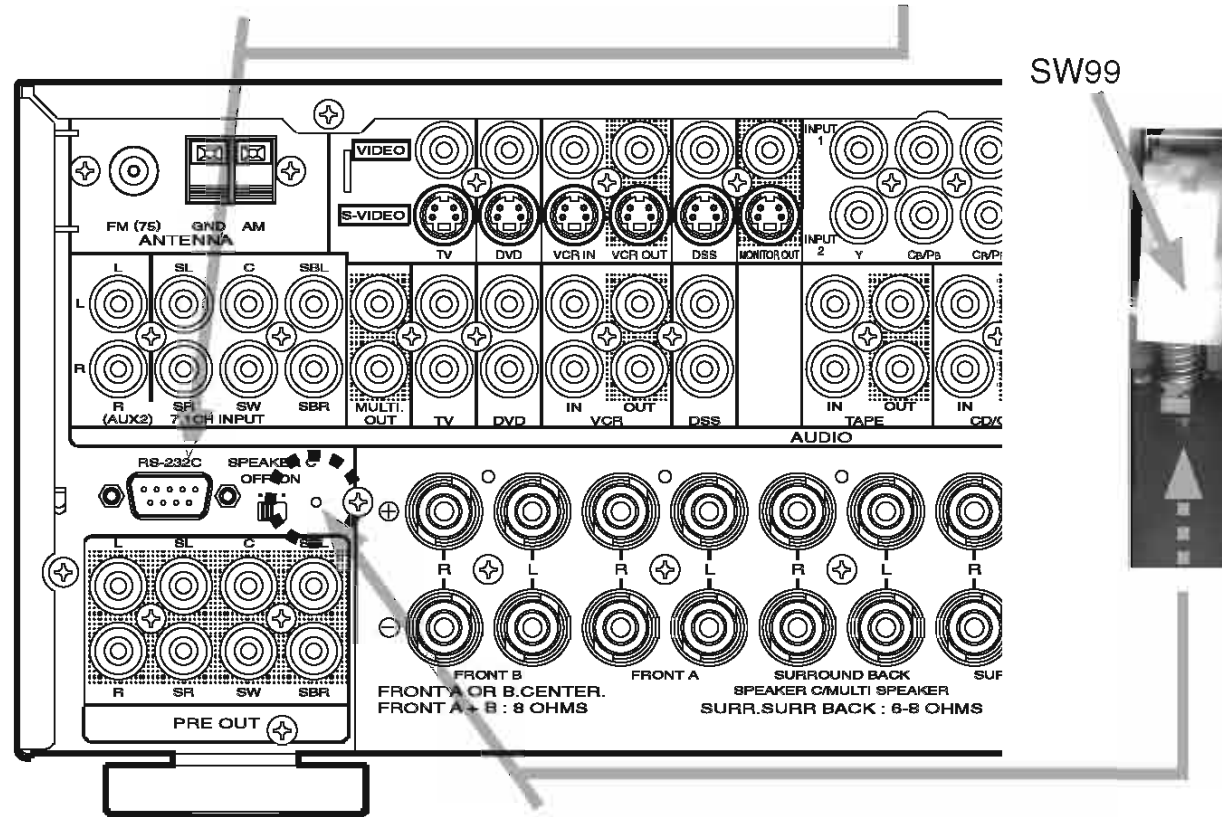 SW99
VIDEO
INPUT 1
FM (75) GND AM
ANTENNA
S-VIDEO
INPUT 2
TV DVD VCR IN VCR OUT DSS MONITOR OUT Y CB/PB
L SL C SBL
L
R
R SR SW SBR
(AUX2) 7.1CH INPUT
MULTI. OUT
TV DVD
IN OUT
VCR
DSS
IN OUT
TAPE
IN
AUDIO
RS-232C SPEAKER C
OFF ON
L SL C SBL
R L R L R L R
R SR SW SBR
PRE OUT
FRONT B FRONT A SURROUND BACK
SPEAKER C/MULTI SPEAKER
FRONT A OR B.CENTER.
FRONT A + B : 8 OHMS
SURR.SURR BACK : 6-8 OHMS